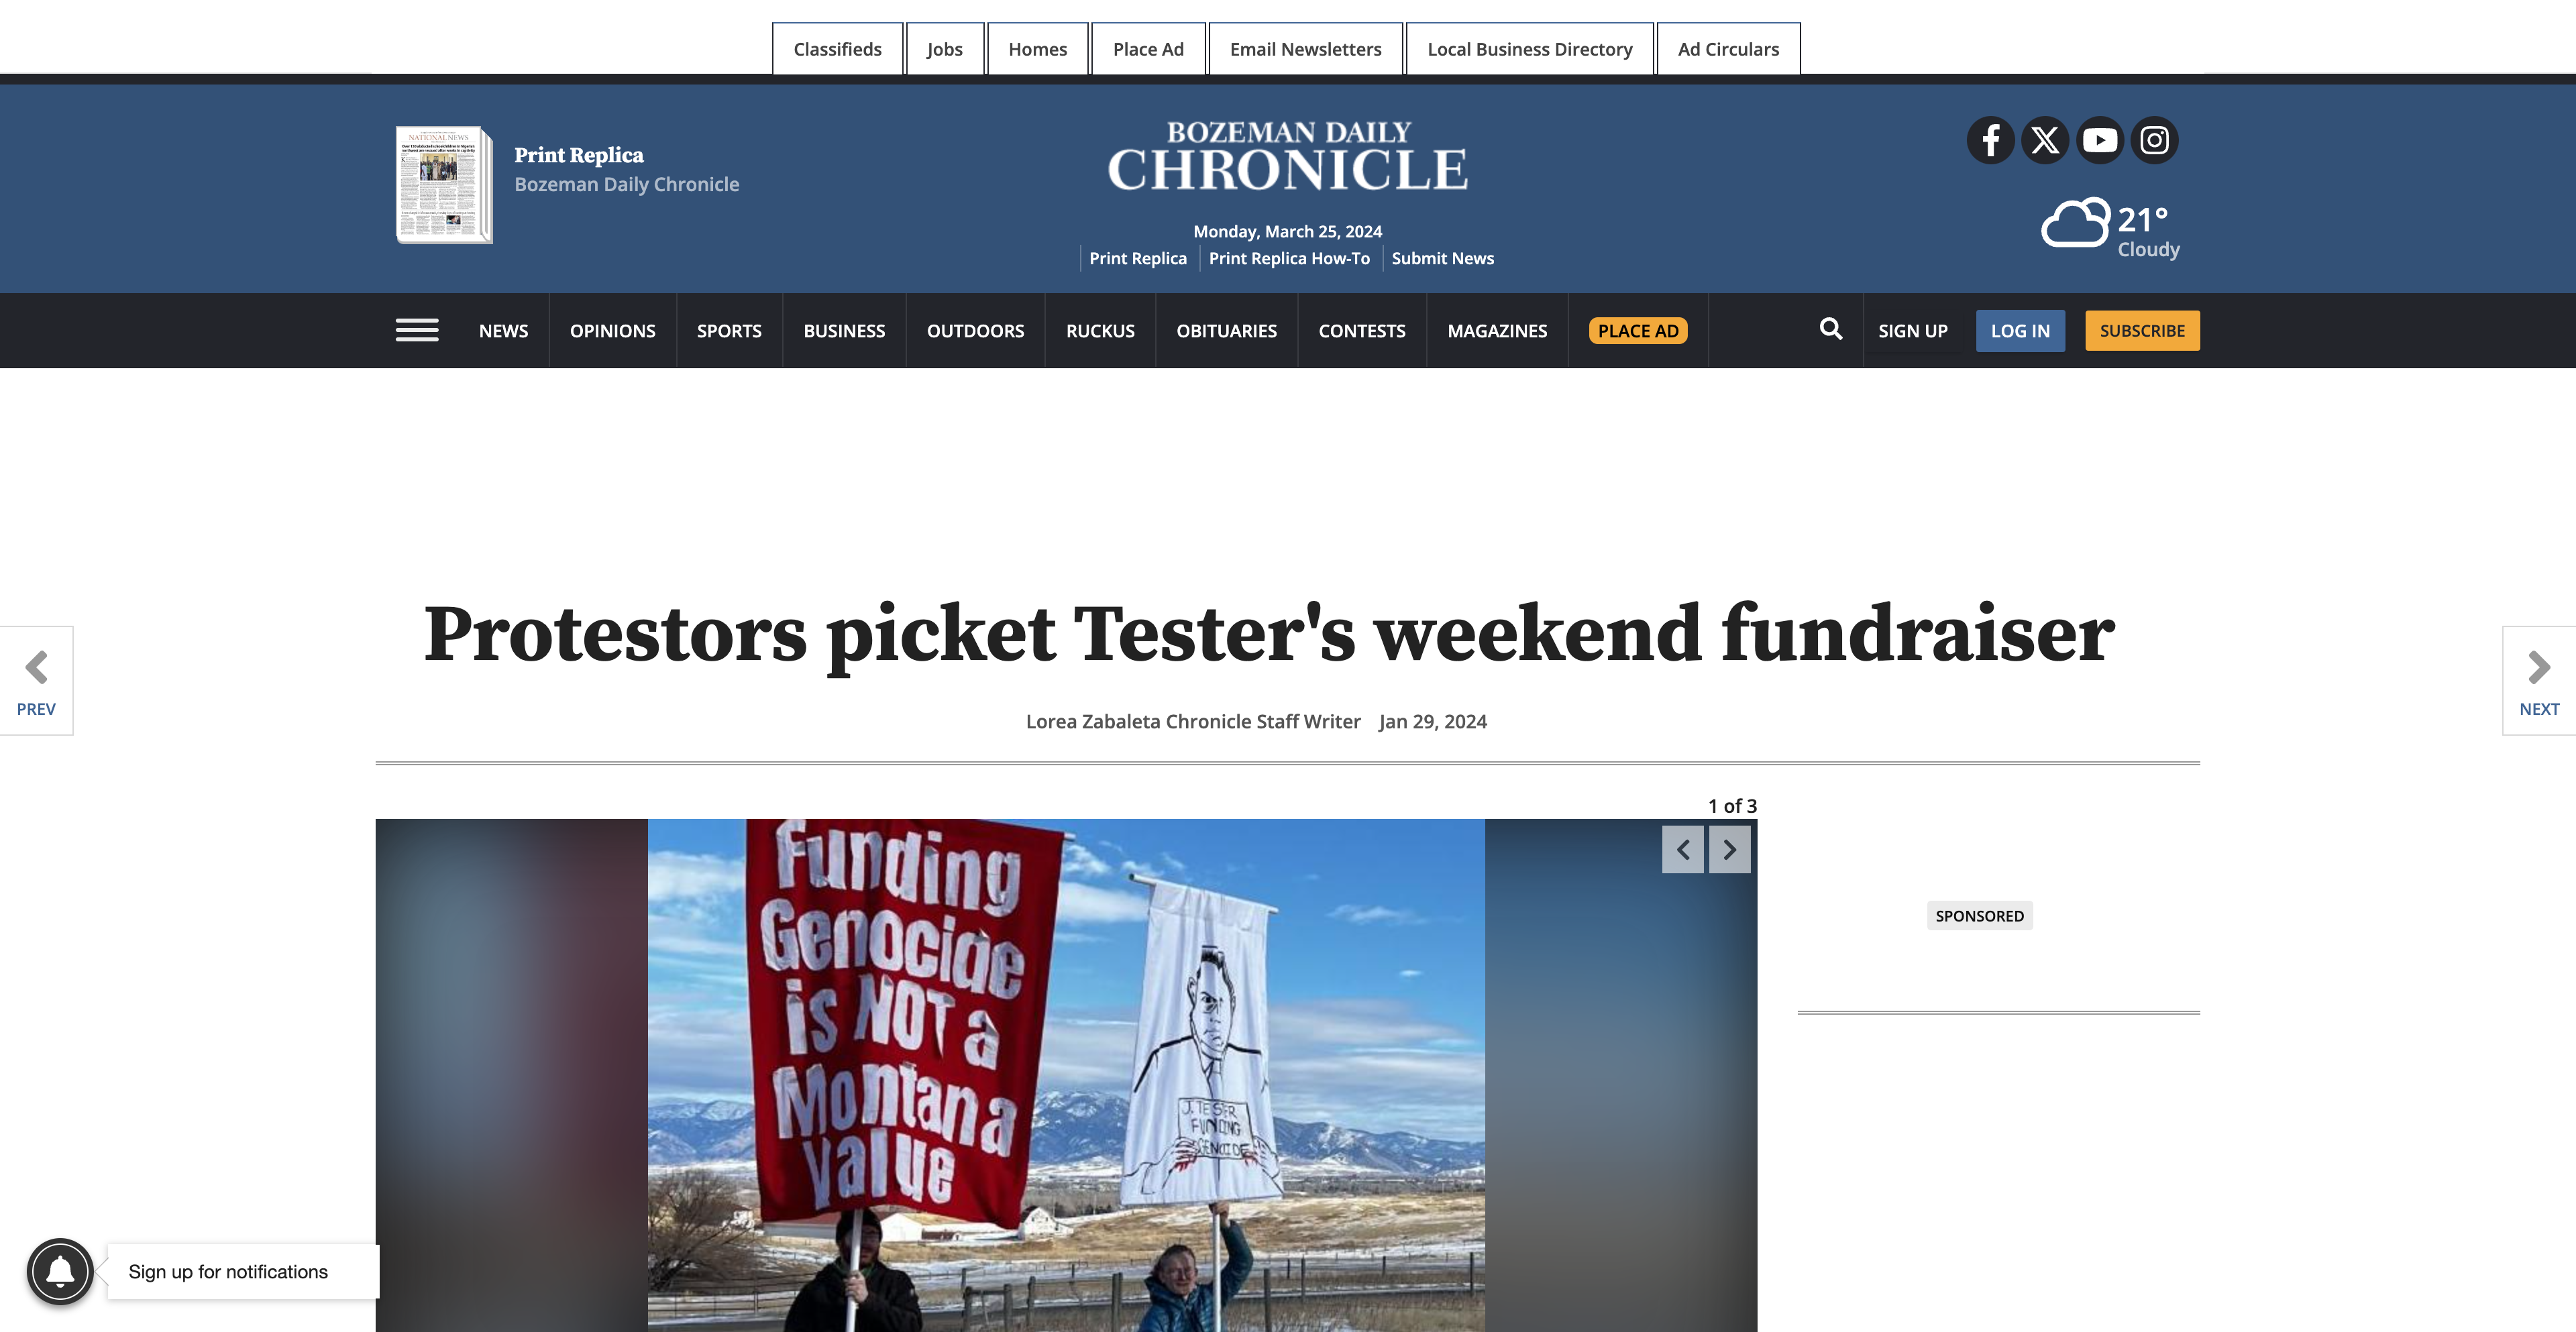 Classifieds
Jobs
Homes
Place Ad
Email Newsletters
Local Business Directory
Ad Circulars
NATIONAL NEWS
Print Replica
Bozeman Daily Chronicle
BOZEMAN DAILY
CHRONICLE
Monday, March 25, 2024
Print Replica
Print Replica How-To
Submit News
21°
Cloudy
NEWS
OPINIONS
SPORTS
BUSINESS
OUTDOORS
RUCKUS
OBITUARIES
CONTESTS
MAGAZINES
PLACE AD
SIGN UP
LOG IN
SUBSCRIBE
Protestors picket Tester's weekend fundraiser
Lorea Zabaleta Chronicle Staff Writer Jan 29, 2024
PREV
NEXT
1 of 3
Funding
Genocide
is NOT a
Montana
Value
J. TESTER
FUNDING
GENOCIDE
SPONSORED
Sign up for notifications